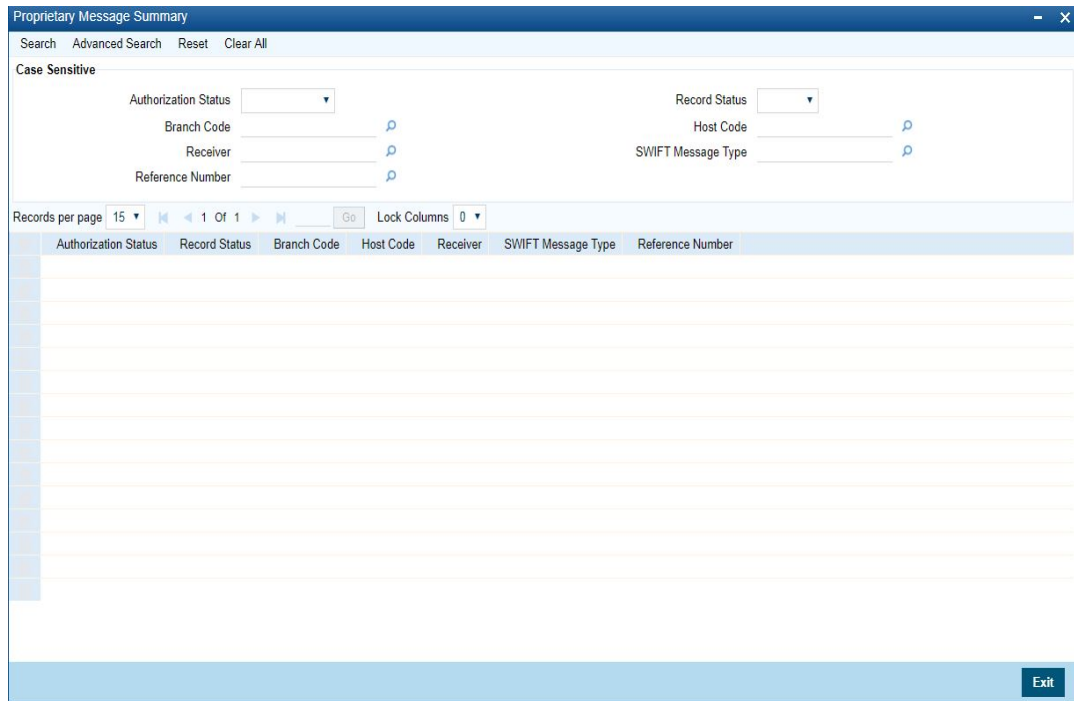 Proprietary Message Summary
Search Advanced Search Reset Clear All
Case Sensitive
Authorization Status Record Status
Branch Code Host Code
Receiver SWIFT Message Type
Reference Number
Records per page 15 1 Of 1 Go Lock Columns 0
Authorization Status Record Status Branch Code Host Code Receiver SWIFT Message Type Reference Number
Exit